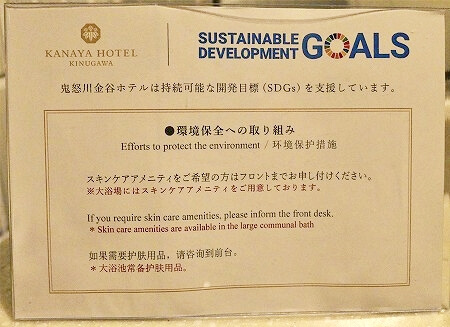 KANAYA HOTEL
KINUGAWA
SUSTAINABLE
DEVELOPMENT
GOALS
鬼怒川金谷ホテルは持続可能な開発目標（SDGs）を支援しています。
●環境保全への取り組み
Efforts to protect the environment / 环境保护措施
スキンケアアメニティをご希望の方はフロントまでお申し付けください。
※大浴場にはスキンケアアメニティをご用意しております。
If you require skin care amenities, please inform the front desk.
* Skin care amenities are available in the large communal bath
如果需要护肤用品，请咨询到前台。
* 大浴池常备护肤用品。